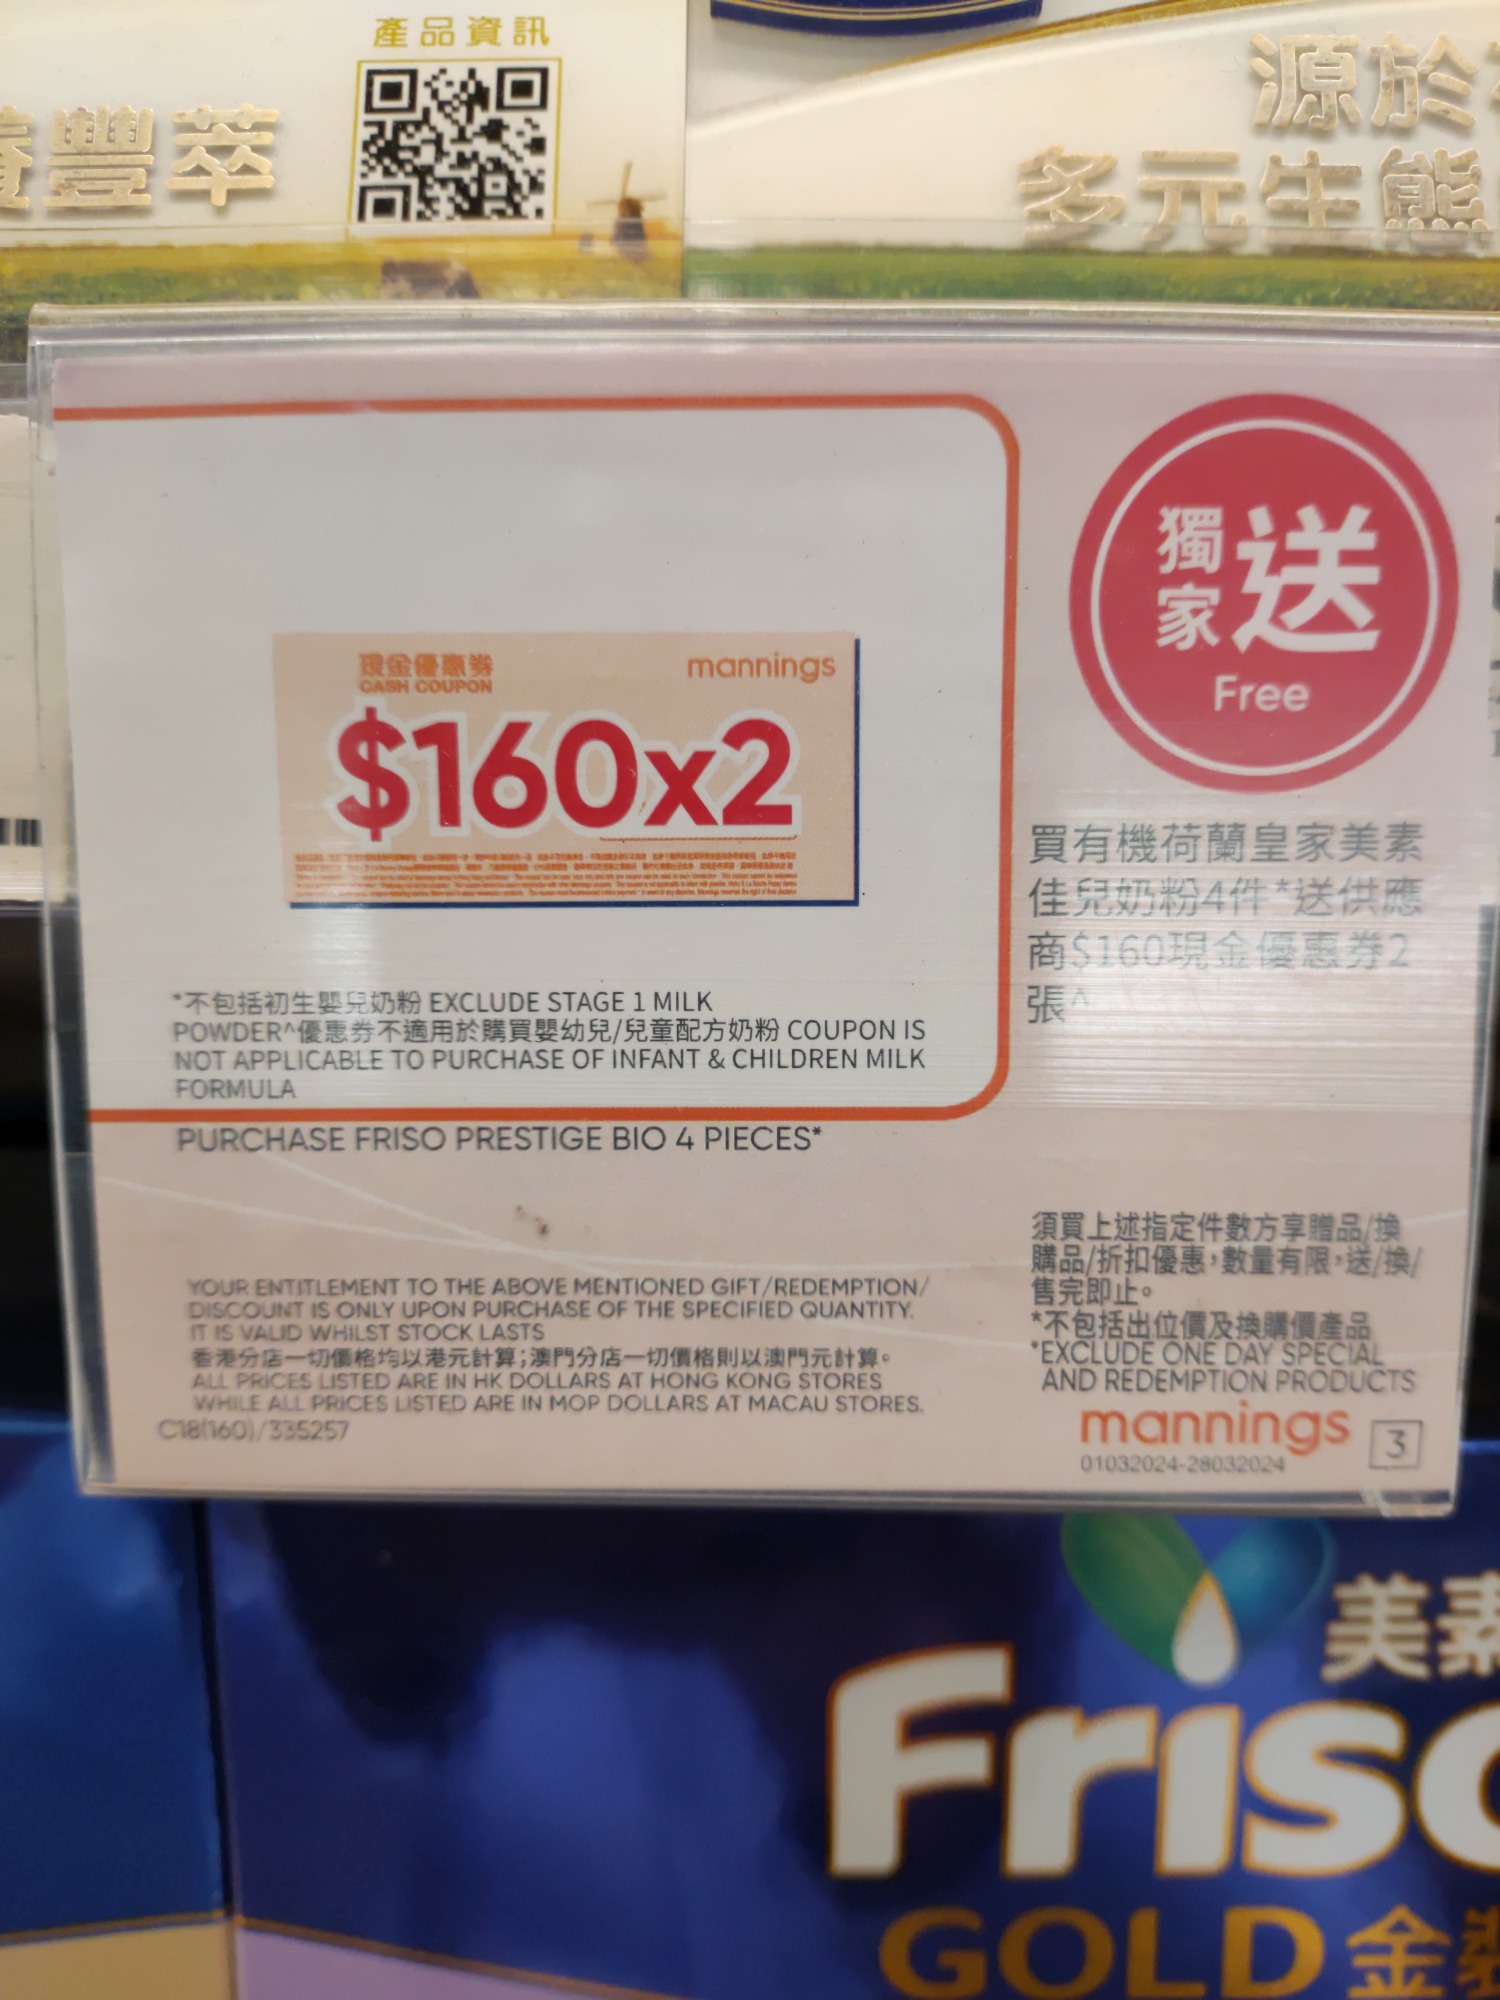 產品資訊
豐萃
源於
多元生態
獨家送
Free
現金優惠券
CASH COUPON
mannings
$160x2
買有機荷蘭皇家美素
佳兒奶粉4件*送供應
商$160現金優惠券2
張^
*不包括初生嬰兒奶粉 EXCLUDE STAGE 1 MILK
POWDER^優惠券不適用於購買嬰幼兒/兒童配方奶粉 COUPON IS
NOT APPLICABLE TO PURCHASE OF INFANT & CHILDREN MILK
FORMULA
PURCHASE FRISO PRESTIGE BIO 4 PIECES*
YOUR ENTITLEMENT TO THE ABOVE MENTIONED GIFT/REDEMPTION/
DISCOUNT IS ONLY UPON PURCHASE OF THE SPECIFIED QUANTITY.
IT IS VALID WHILST STOCK LASTS
香港分店一切價格均以港元計算;澳門分店一切價格則以澳門元計算。
ALL PRICES LISTED ARE IN HK DOLLARS AT HONG KONG STORES
WHILE ALL PRICES LISTED ARE IN MOP DOLLARS AT MACAU STORES.
C18(160)/335257
須買上述指定件數方享贈品/換
購品/折扣優惠,數量有限,送/換/
售完即止。
*不包括出位價及換購價產品
*EXCLUDE ONE DAY SPECIAL
AND REDEMPTION PRODUCTS
mannings
3
01032024-28032024
美素
Friso
GOLD 金裝